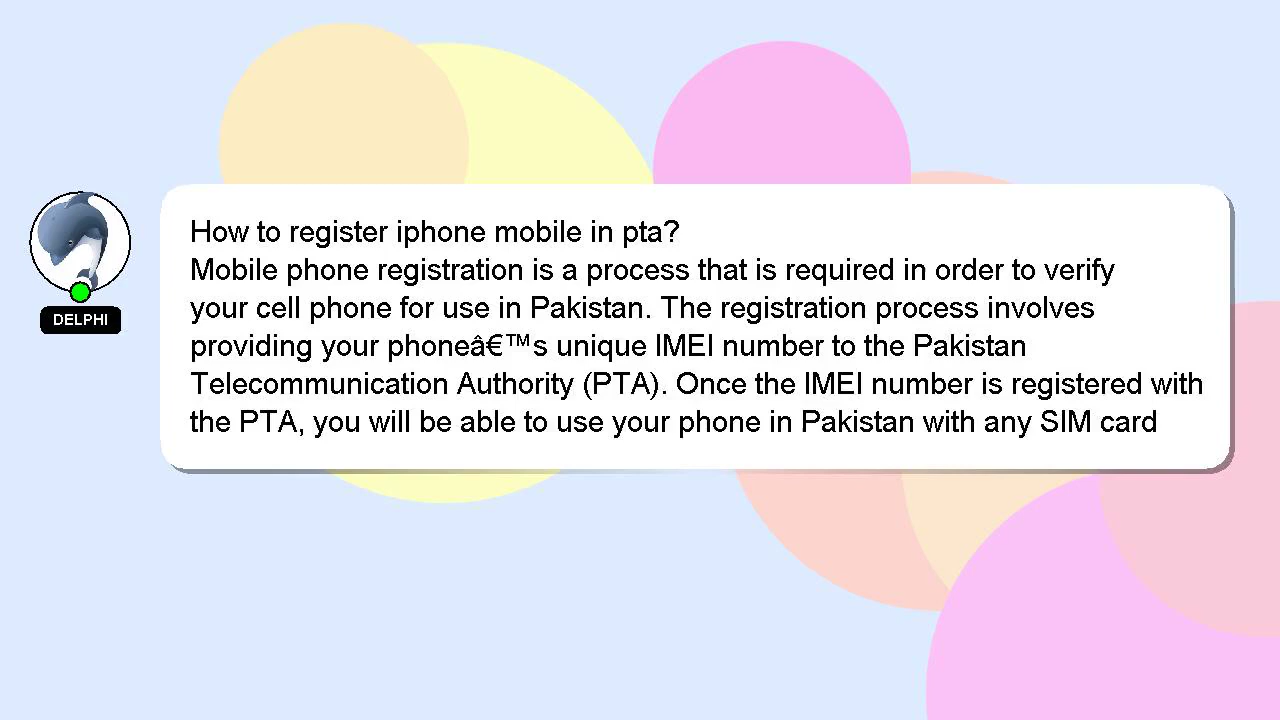 How to register iphone mobile in pta?
Mobile phone registration is a process that is required in order to verify
your cell phone for use in Pakistan. The registration process involves
providing your phoneâ€™s unique IMEI number to the Pakistan
Telecommunication Authority (PTA). Once the IMEI number is registered with
the PTA, you will be able to use your phone in Pakistan with any SIM card
DELPHI